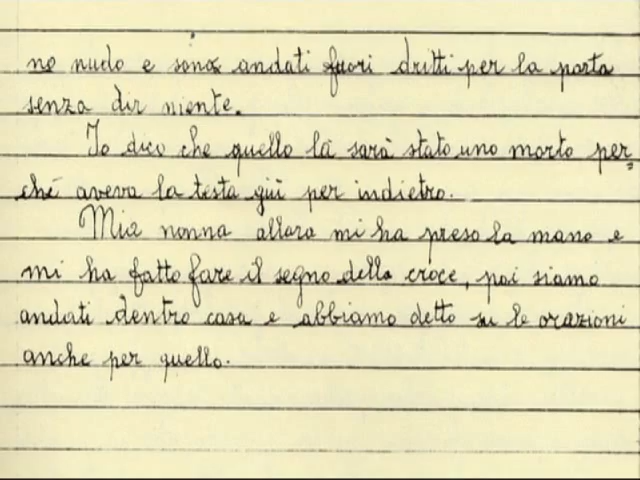 no nudo e sono andati fuori dritti per la porta
senza dir niente.
Io dico che quello là sarà stato uno morto per=
ché aveva la testa giù per indietro.
Mia nonna allora mi ha preso la mano e
mi ha fatto fare il segno della croce, poi siamo
andati dentro casa e abbiamo detto su le orazioni
anche per quello.